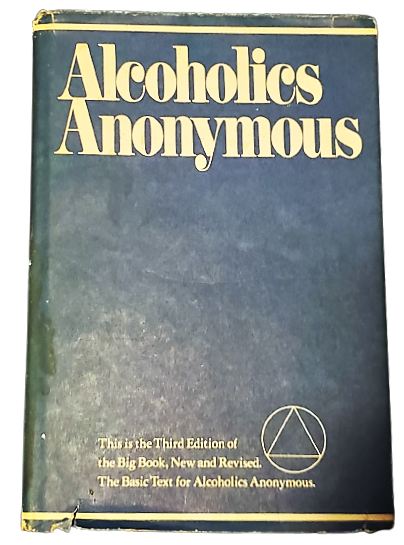 Alcoholics
Anonymous
This is the Third Edition of
the Big Book, New and Revised.
The Basic Text for Alcoholics Anonymous.